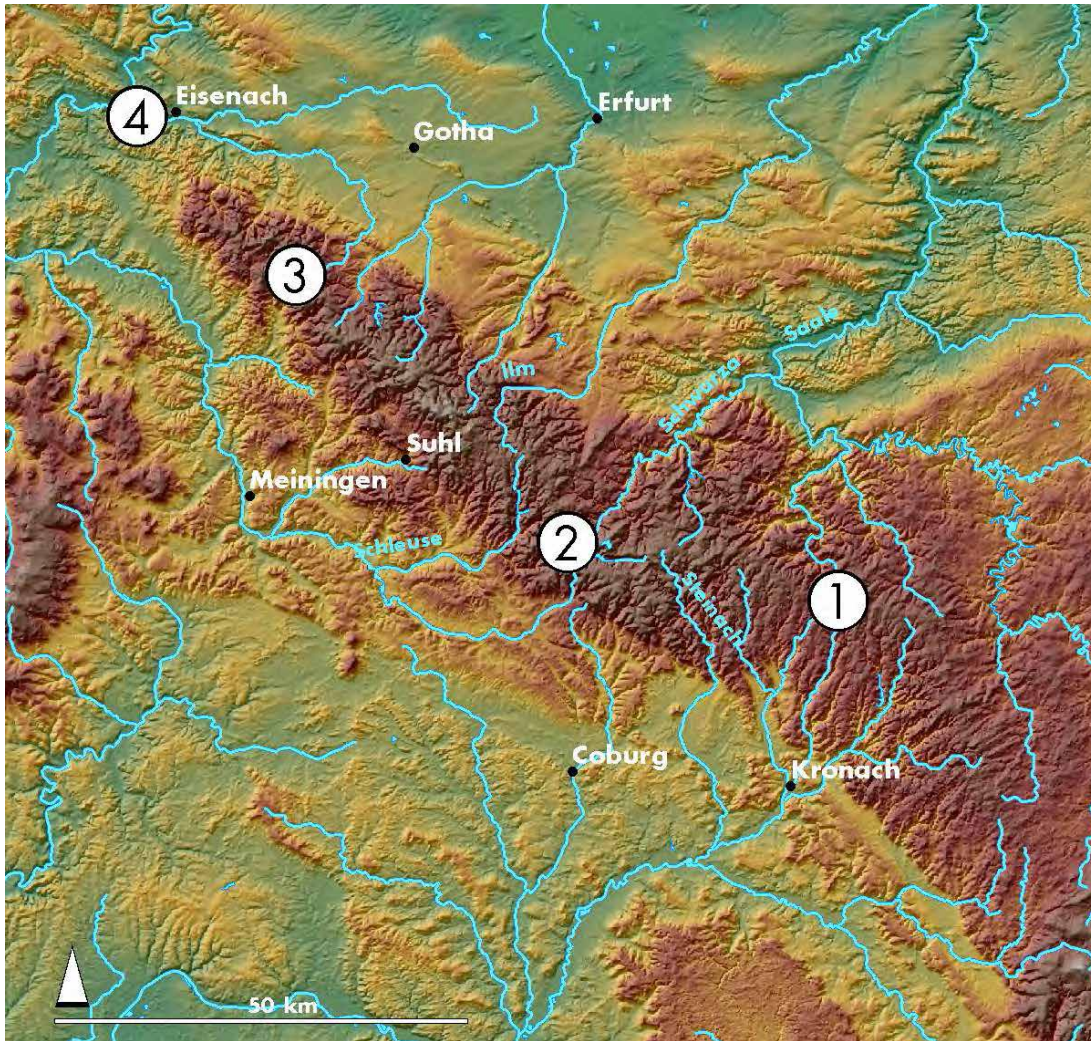 Eisenach
Erfurt
4
Gotha
3
Saale
Ilm
Schwarza
Suhl
Meiningen
2
Schleuse
1
Steinach
Coburg
Kronach
50 km